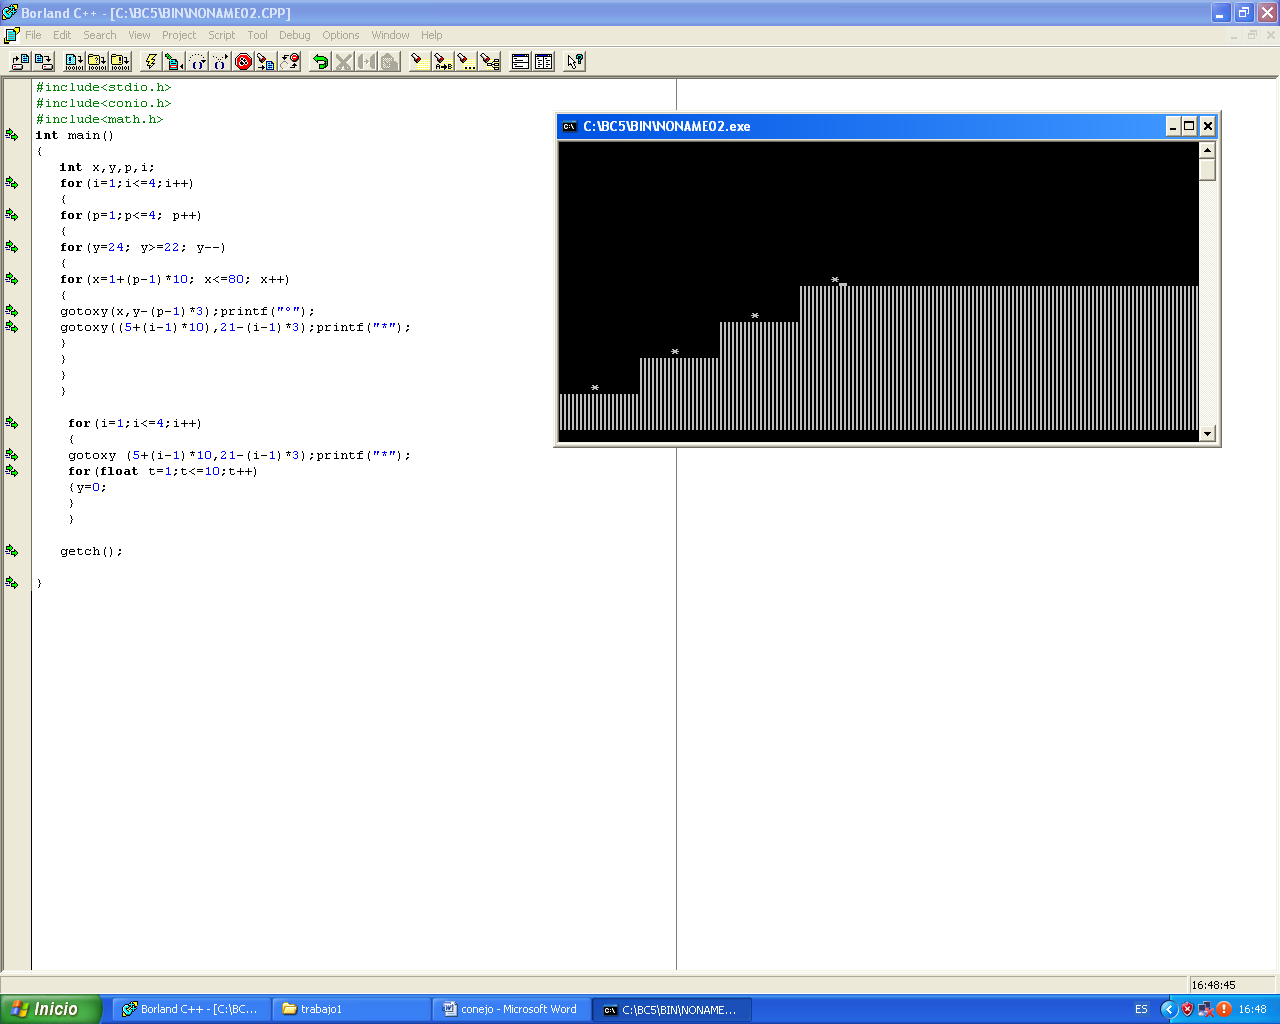 Borland C++ - [C:\BC5\BIN\NONAME02.CPP]
File Edit Search View Project Script Tool Debug Options Window Help
#include<stdio.h>
#include<conio.h>
#include<math.h>
int main()
{
int x,y,p,i;
for(i=1;i<=4;i++)
{
for(p=1;p<=4; p++)
{
for(y=24; y>=22; y--)
{
for(x=1+(p-1)*10; x<=80; x++)
{
gotoxy(x,y-(p-1)*3);printf("°");
gotoxy((5+(i-1)*10),21-(i-1)*3);printf("*");
}
}
}
}
for(i=1;i<=4;i++)
{
gotoxy (5+(i-1)*10,21-(i-1)*3);printf("*");
for(float t=1;t<=10;t++)
{y=0;
}
}
getch();
}
C:\BC5\BIN\NONAME02.exe
*
*
*
*
16:48:45
Inicio
Borland C++ - [C:\BC...
trabajo1
conejo - Microsoft Word
C:\BC5\BIN\NONAME...
ES
16:48